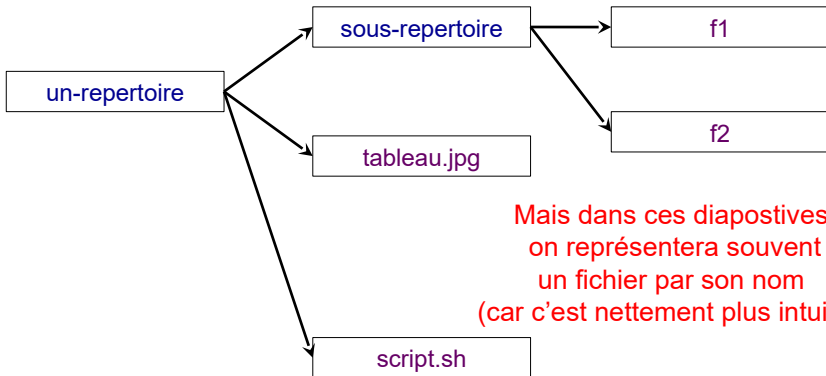 sous-repertoire
f1
un-repertoire
f2
tableau.jpg
Mais dans ces diapostives
on représentera souvent
un fichier par son nom
(car c'est nettement plus intui
script.sh